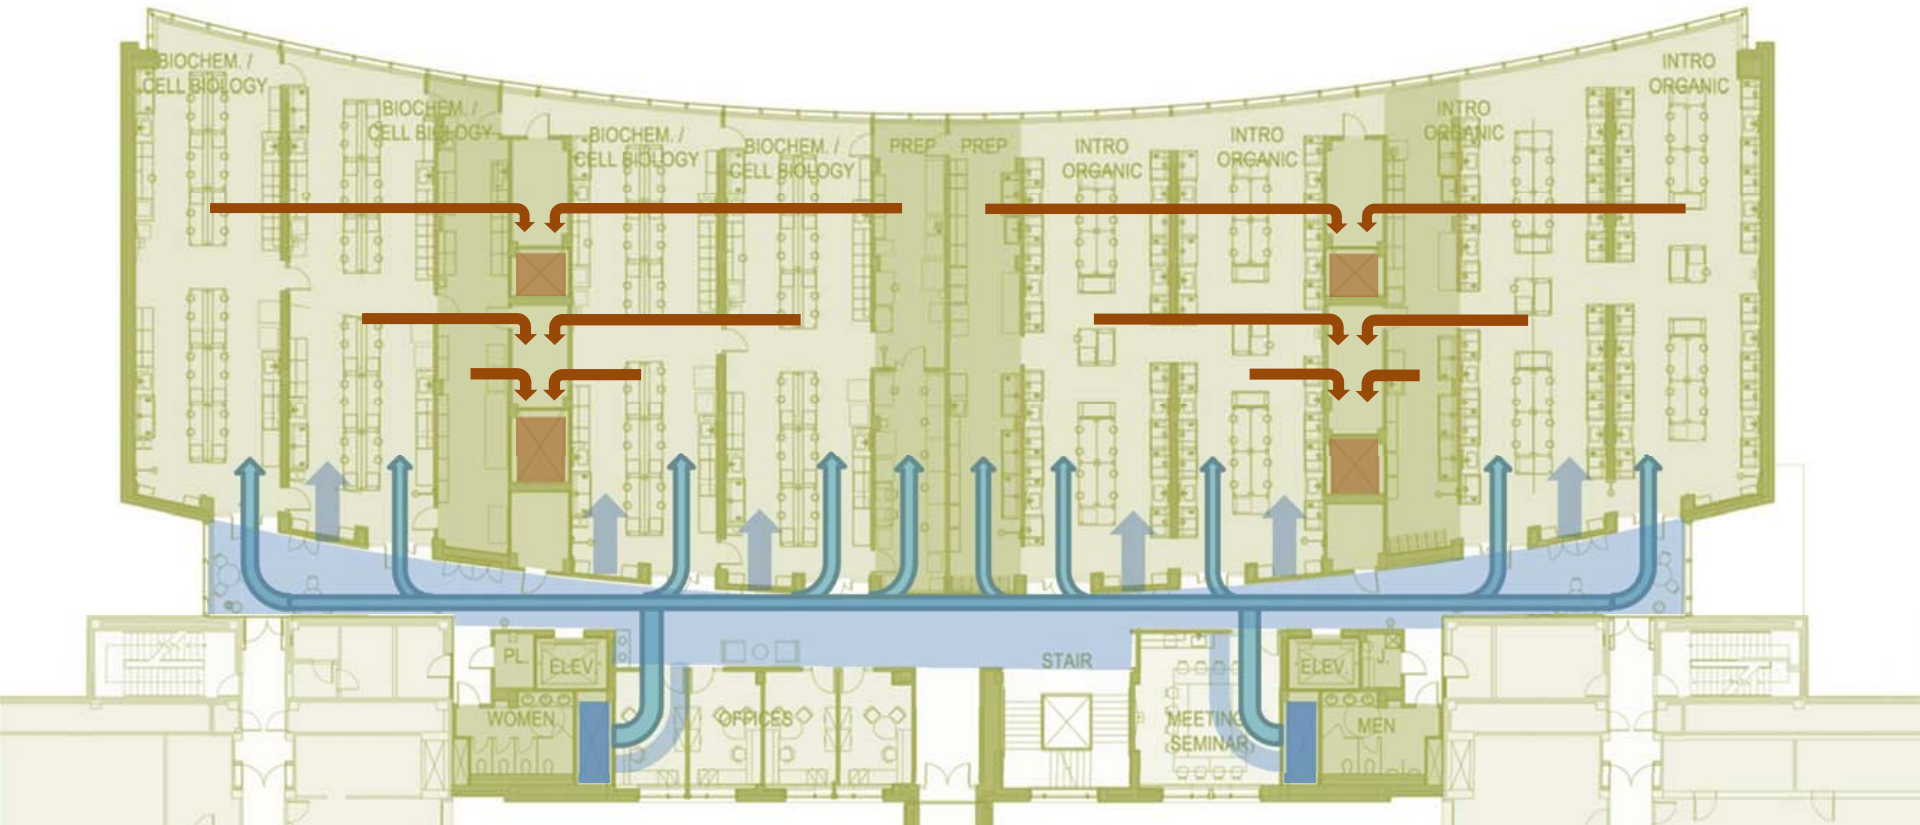 BIOCHEM. /
CELL BIOLOGY
BIOCHEM. /
CELL BIOLOGY
BIOCHEM. /
CELL BIOLOGY
BIOCHEM. /
CELL BIOLOGY
PREP
PREP
INTRO
ORGANIC
INTRO
ORGANIC
INTRO
ORGANIC
INTRO
ORGANIC
PL.
ELEV.
WOMEN
OFFICES
STAIR
MEETING
SEMINAR
ELEV.
J.
MEN